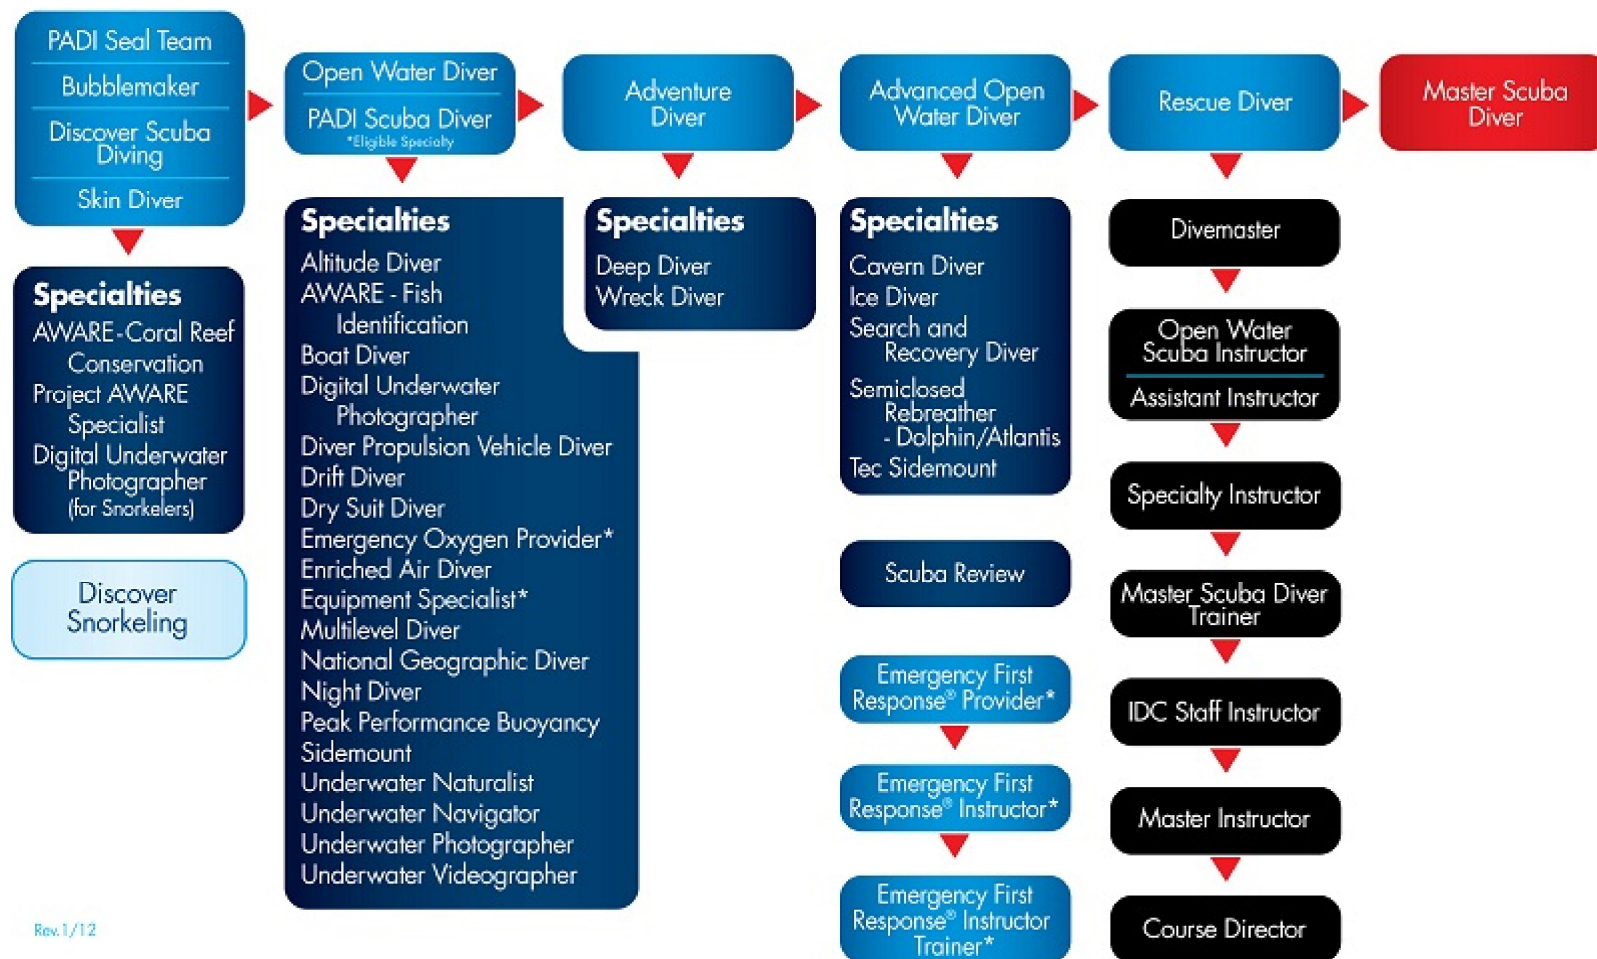 PADI Seal Team
Bubblemaker
Discover Scuba
Diving
Skin Diver
Specialties
AWARE-Coral Reef
Conservation
Project AWARE
Specialist
Digital Underwater
Photographer
(for Snorkelers)
Discover
Snorkeling
Open Water Diver
PADI Scuba Diver
*Eligible Specialty
Specialties
Altitude Diver
AWARE - Fish
Identification
Boat Diver
Digital Underwater
Photographer
Diver Propulsion Vehicle Diver
Drift Diver
Dry Suit Diver
Emergency Oxygen Provider*
Enriched Air Diver
Equipment Specialist*
Multilevel Diver
National Geographic Diver
Night Diver
Peak Performance Buoyancy
Sidemount
Underwater Naturalist
Underwater Navigator
Underwater Photographer
Underwater Videographer
Adventure
Diver
Specialties
Deep Diver
Wreck Diver
Advanced Open
Water Diver
Specialties
Cavern Diver
Ice Diver
Search and
Recovery Diver
Semiclosed
Rebreather
- Dolphin/Atlantis
Tec Sidemount
Scuba Review
Emergency First
Response® Provider*
Emergency First
Response® Instructor*
Emergency First
Response® Instructor
Trainer*
Rescue Diver
Divemaster
Open Water
Scuba Instructor
Assistant Instructor
Specialty Instructor
Master Scuba Diver
Trainer
IDC Staff Instructor
Master Instructor
Course Director
Master Scuba
Diver
Rev.1/12